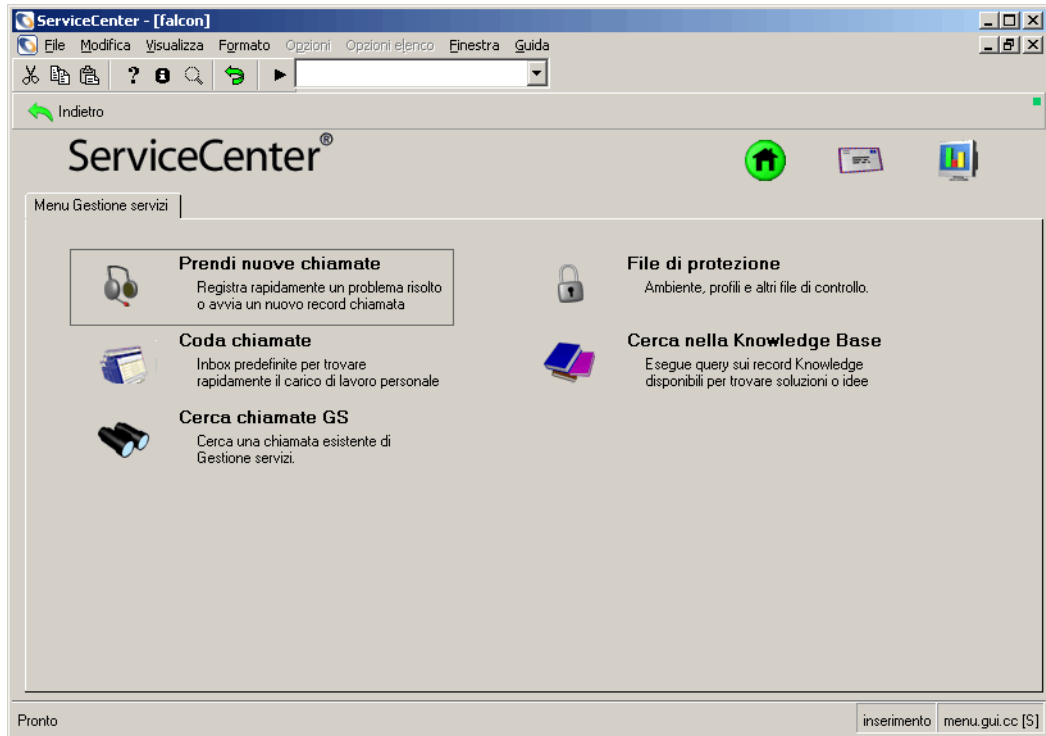 ServiceCenter - [falcon]
File Modifica Visualizza Formato Opzioni Opzioni elenco Finestra Guida
Indietro
ServiceCenter®
Menu Gestione servizi
Prendi nuove chiamate
Registra rapidamente un problema risolto
o avvia un nuovo record chiamata
File di protezione
Ambiente, profili e altri file di controllo.
Coda chiamate
Inbox predefinite per trovare
rapidamente il carico di lavoro personale
Cerca nella Knowledge Base
Esegue query sui record Knowledge
disponibili per trovare soluzioni o idee
Cerca chiamate GS
Cerca una chiamata esistente di
Gestione servizi.
Pronto
inserimento
menu.gui.cc [S]